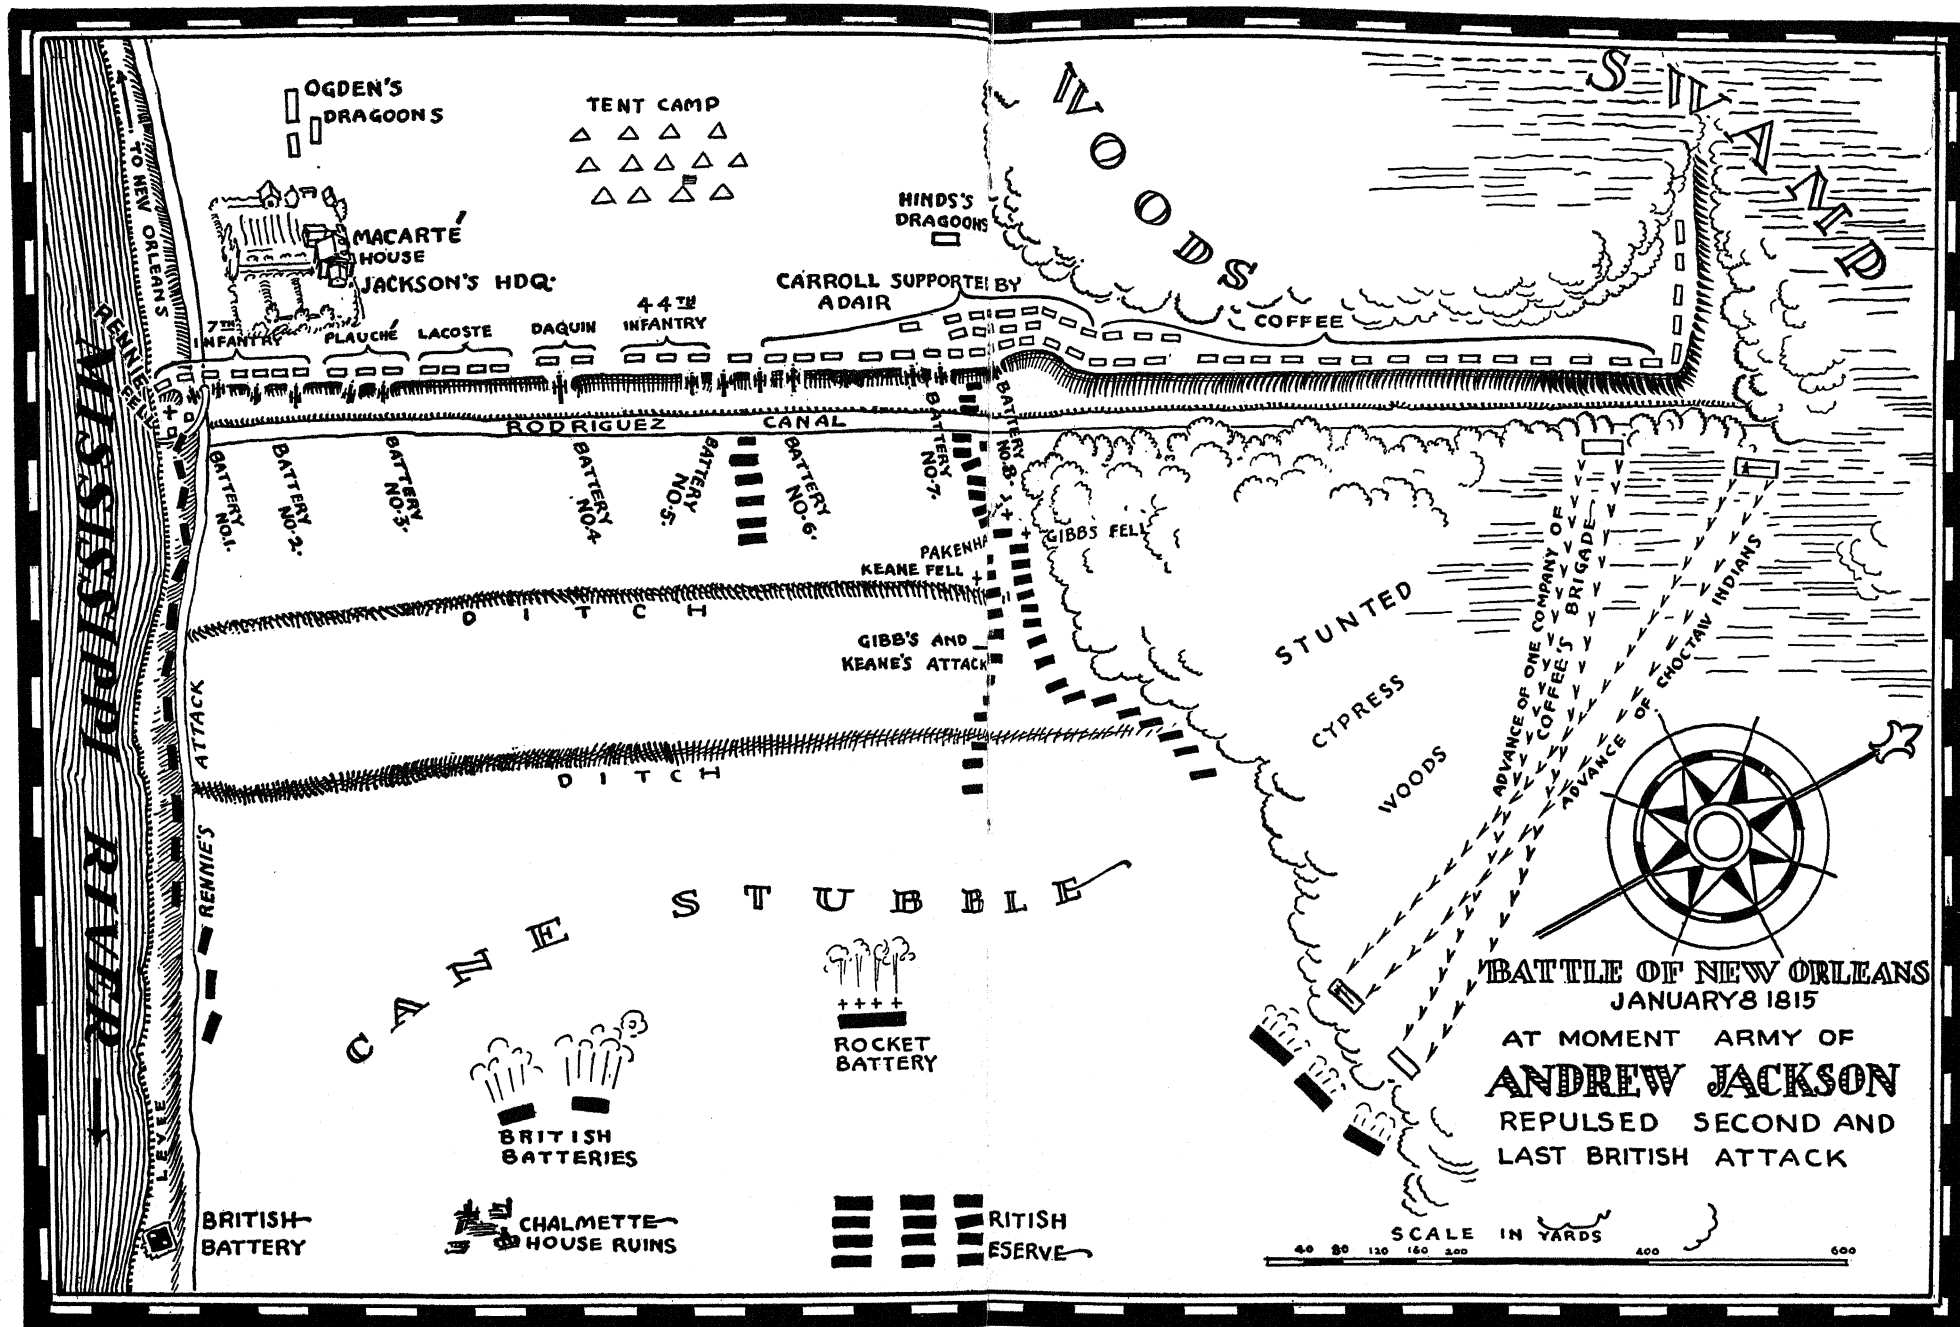 OGDEN'S
DRAGOONS
TENT CAMP
WOODS
SWAMP
TO NEW ORLEANS
HINDS'S
DRAGOONS
MACARTÉ
HOUSE
JACKSON'S HDQ.
CARROLL SUPPORTE BY
ADAIR
44TH
INFANTRY
7TH
INFANTRY
PLAUCHÉ
LACOSTE
DAQUIN
COFFEE
RENNIE
FELL
RODRIGUEZ CANAL
BATTERY
NO.1.
BATTERY
NO.2.
BATTERY
NO.3.
BATTERY
NO.4.
BATTERY
NO.5.
BATTERY
NO.6.
BATTERY
NO.7.
BATTERY
NO.8.
MISSISIPPI RIVER
PAKENHA
KEANE FELL
GIBBS FELL
DITCH
GIBB'S AND
KEANE'S ATTACK
DITCH
RENNIE'S ATTACK
STUNTED
CYPRESS
WOODS
ADVANCE OF ONE COMPANY OF
COFFEE'S BRIGADE
ADVANCE OF CHOCTAW INDIANS
CANE STUBBLE
ROCKET
BATTERY
BRITISH
BATTERIES
LEVEE
BRITISH
BATTERY
CHALMETTE
HOUSE RUINS
RITISH
ESERVE
BATTLE OF NEW ORLEANS
JANUARY 8 1815
AT MOMENT ARMY OF
ANDREW JACKSON
REPULSED SECOND AND
LAST BRITISH ATTACK
SCALE IN YARDS
40 80 120 160 200 400 600